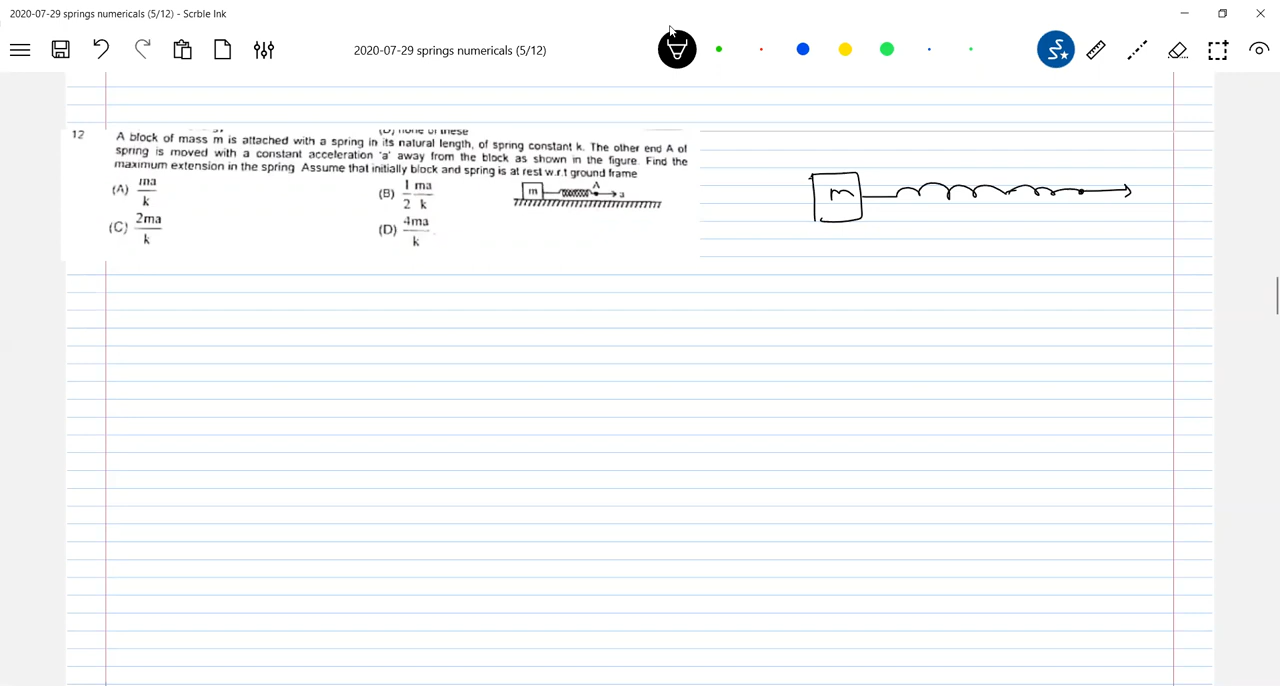 2020-07-29 springs numericals (5/12) - Scrble Ink
2020-07-29 springs numericals (5/12)
(D) none of these
12 A block of mass m is attached with a spring in its natural length, of spring constant k. The other end A of
spring is moved with a constant acceleration 'a' away from the block as shown in the figure. Find the
maximum extension in the spring Assume that initially block and spring is at rest w.r.t ground frame
(A) ma/k (B) 1/2 ma/k
(C) 2ma/k (D) 4ma/k
m A a
m